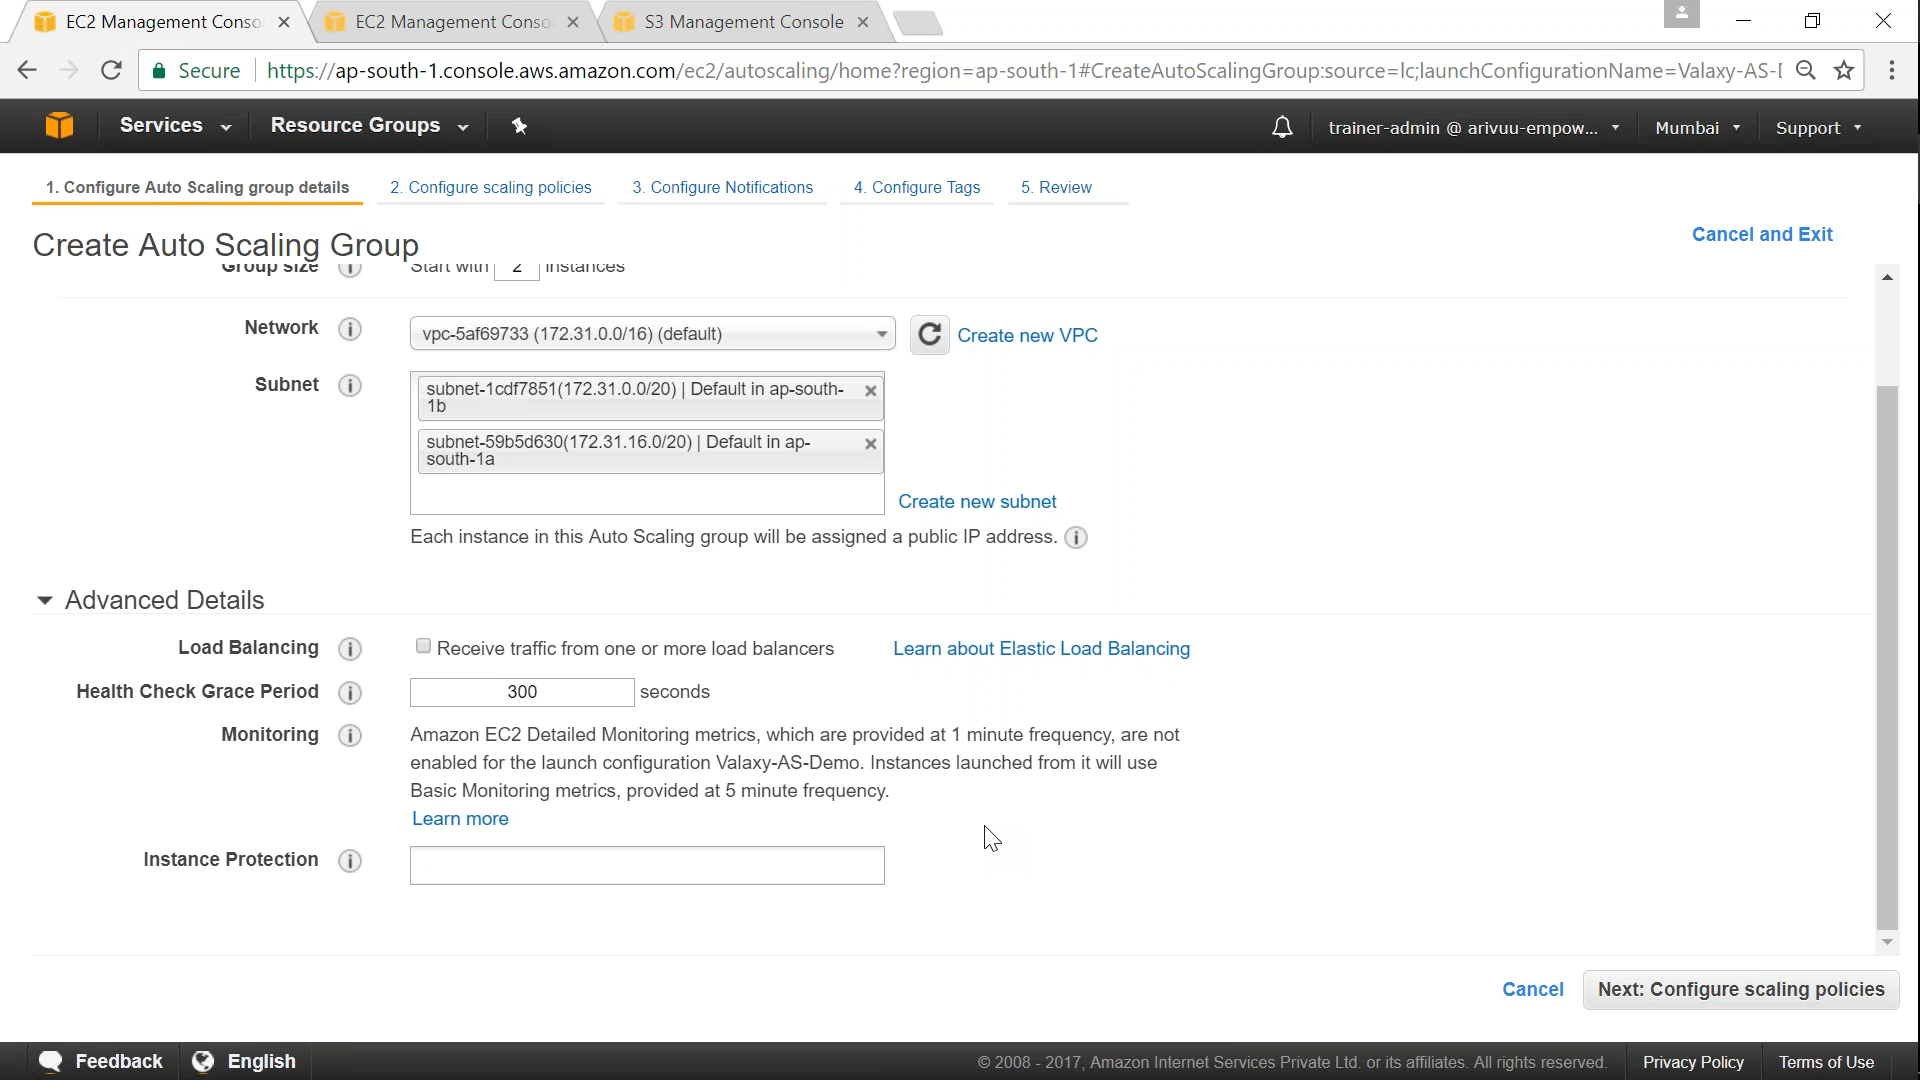 EC2 Management Conso
EC2 Management Conso
S3 Management Console
Secure
https://ap-south-1.console.aws.amazon.com/ec2/autoscaling/home?region=ap-south-1#CreateAutoScalingGroup:source=lc;launchConfigurationName=Valaxy-AS-
Services
Resource Groups
trainer-admin @ arivuu-empow...
Mumbai
Support
1. Configure Auto Scaling group details
2. Configure scaling policies
3. Configure Notifications
4. Configure Tags
5. Review
Create Auto Scaling Group
Cancel and Exit
Group size
Start with 2 instances
Network
vpc-5af69733 (172.31.0.0/16) (default)
Create new VPC
Subnet
subnet-1cdf7851(172.31.0.0/20) | Default in ap-south-
1b
subnet-59b5d630(172.31.16.0/20) | Default in ap-
south-1a
Create new subnet
Each instance in this Auto Scaling group will be assigned a public IP address.
Advanced Details
Load Balancing
Receive traffic from one or more load balancers
Learn about Elastic Load Balancing
Health Check Grace Period
300 seconds
Monitoring
Amazon EC2 Detailed Monitoring metrics, which are provided at 1 minute frequency, are not
enabled for the launch configuration Valaxy-AS-Demo. Instances launched from it will use
Basic Monitoring metrics, provided at 5 minute frequency.
Learn more
Instance Protection
Cancel
Next: Configure scaling policies
Feedback
English
© 2008 - 2017, Amazon Internet Services Private Ltd. or its affiliates. All rights reserved.
Privacy Policy
Terms of Use